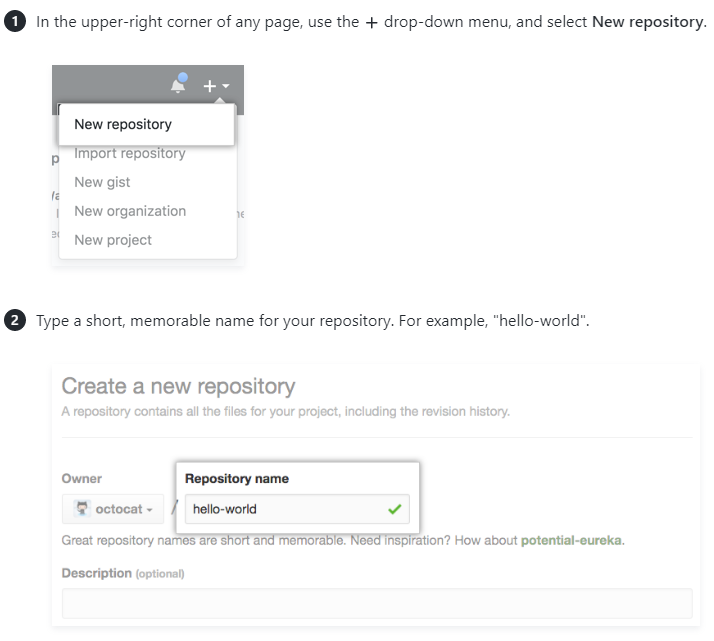 1 In the upper-right corner of any page, use the + drop-down menu, and select New repository.
New repository
Import repository
New gist
New organization
New project
2 Type a short, memorable name for your repository. For example, "hello-world".
Create a new repository
A repository contains all the files for your project, including the revision history.
Owner Repository name
octocat / hello-world
Great repository names are short and memorable. Need inspiration? How about potential-eureka.
Description (optional)